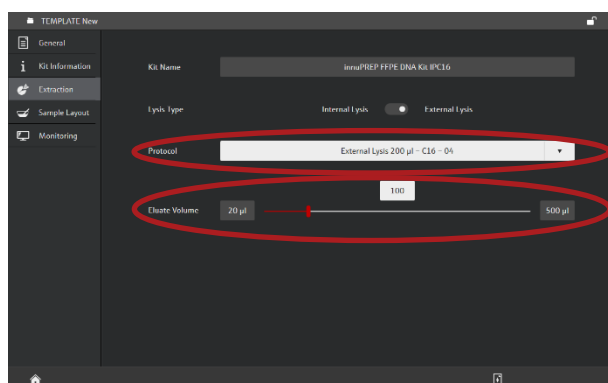 TEMPLATE New
General
Kit Information
Extraction
Sample Layout
Monitoring
Kit Name innuPREP FFPE DNA Kit IPC16
Lysis Type Internal Lysis External Lysis
Protocol External Lysis 200 µl – C16 – 04
100
Eluate Volume 20 µl 500 µl